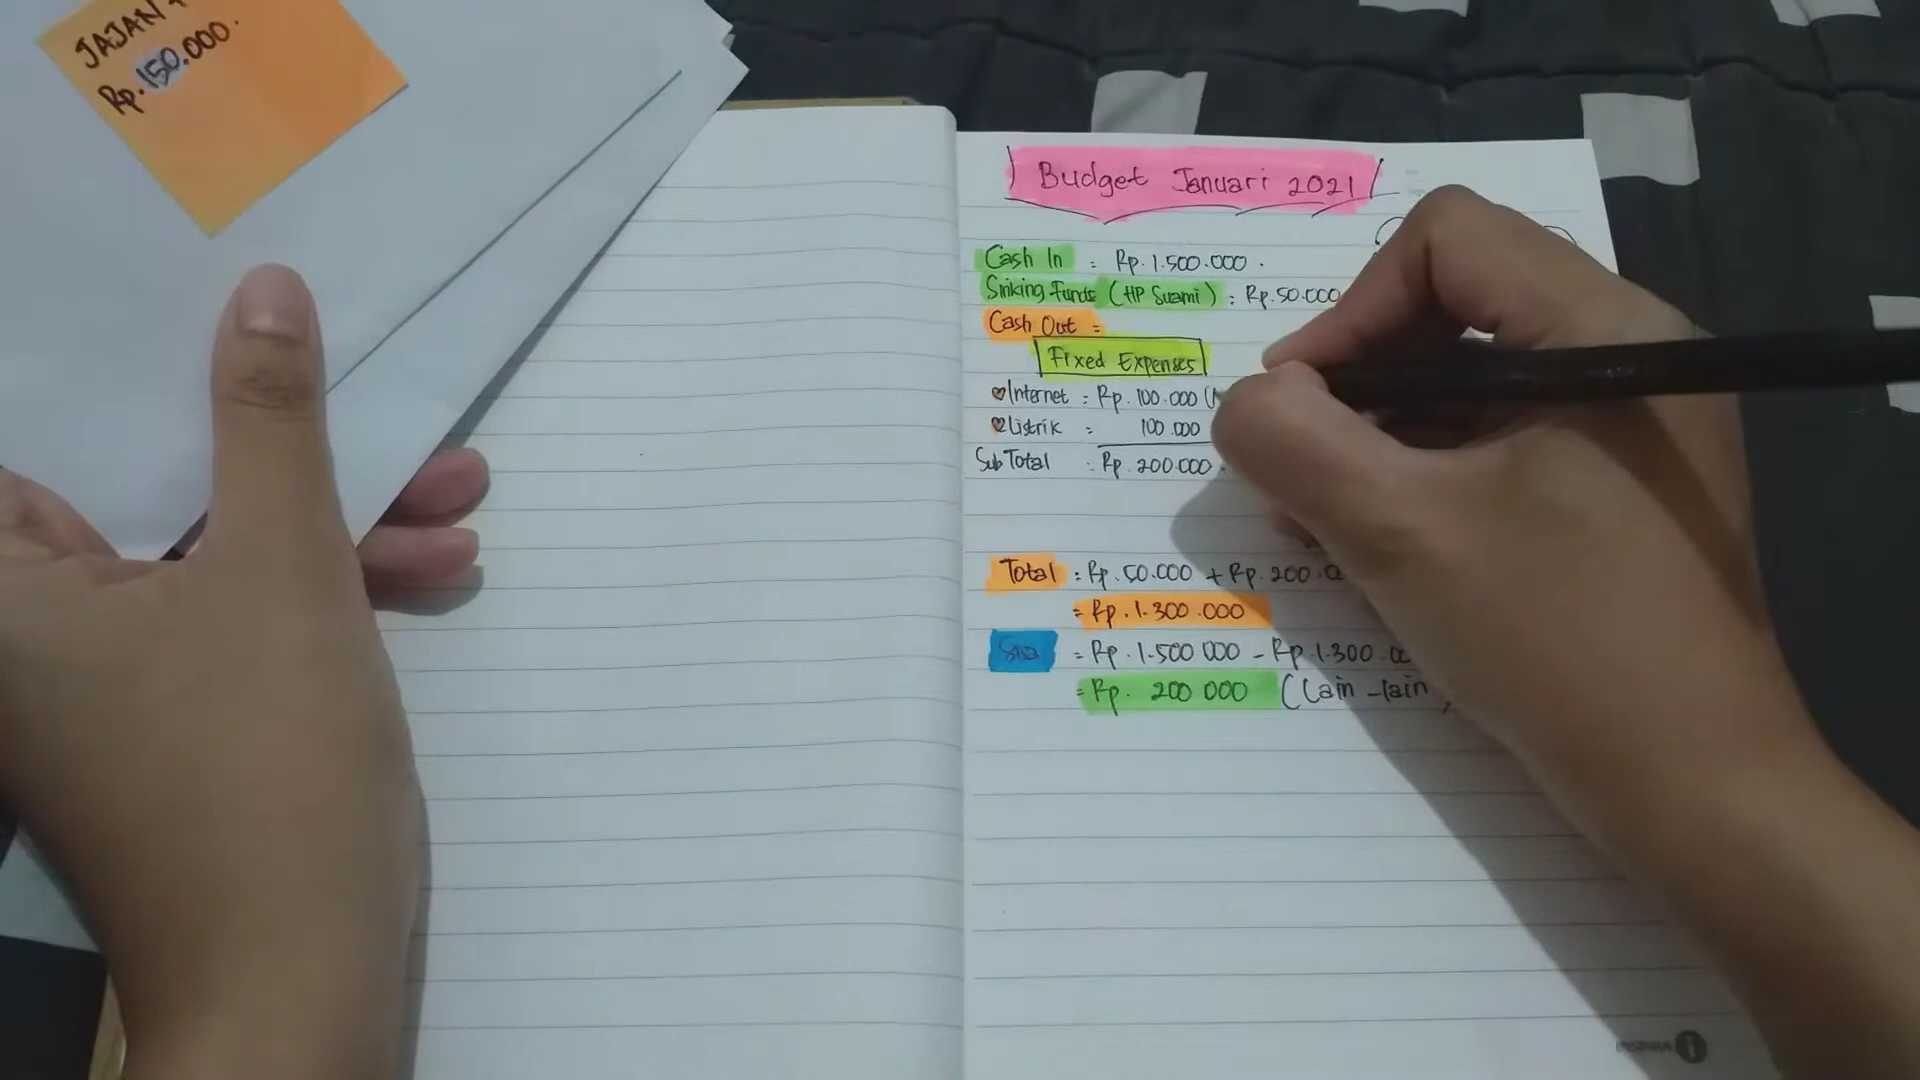 JAJAN
Rp. 150.000.
Budget Januari 2021
Cash In : Rp. 1.500.000.
Sinking Funds (HP Suami) : Rp. 50.000
Cash Out =
Fixed Expenses
Internet : Rp. 100.000 (
Listrik = 100.000
Sub Total : Rp. 200.000
Total : Rp. 50.000 + Rp. 200.0
= Rp. 1.300.000
Sisa = Rp. 1.500 000 - Rp. 1.300.00
= Rp. 200 000 (Lain-lain)